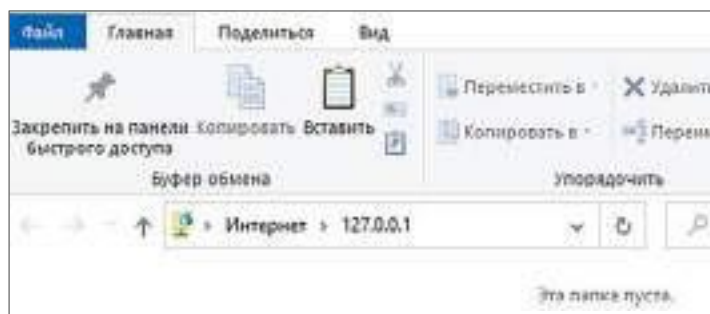 Файл Главная Поделиться Вид
Закрепить на панели быстрого доступа
Копировать
Вставить
Переместить в
Копировать в
Удалить
Буфер обмена
Упорядочить
Интернет 127.0.0.1
Эта папка пуста.